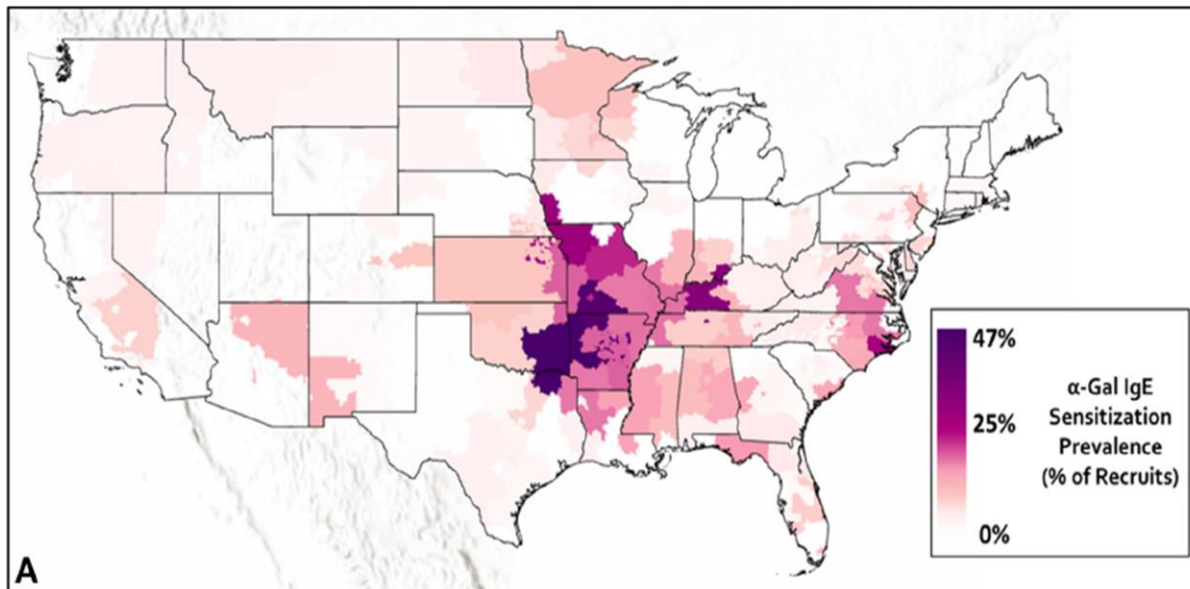 47%
α-Gal IgE
Sensitization
25%
Prevalence
(% of Recruits)
0%
A